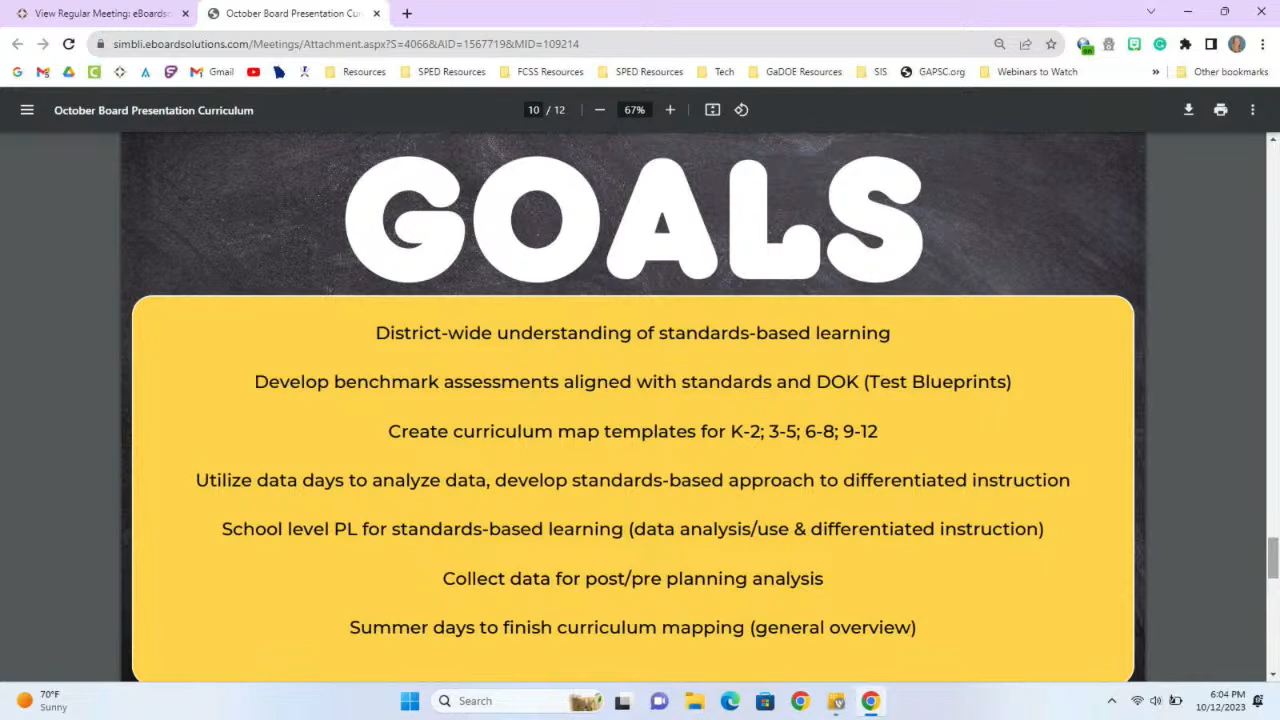 View Regular Meeting: eBoards
October Board Presentation Cur
simbli.eboardsolutions.com/Meetings/Attachment.aspx?S=4066&AID=1567719&MID=109214
Gmail
Resources
SPED Resources
FCSS Resources
SPED Resources
Tech
GaDOE Resources
SIS
GAPSC.org
Webinars to Watch
»
Other bookmarks
October Board Presentation Curriculum
10 / 12
67%
GOALS
District-wide understanding of standards-based learning
Develop benchmark assessments aligned with standards and DOK (Test Blueprints)
Create curriculum map templates for K-2; 3-5; 6-8; 9-12
Utilize data days to analyze data, develop standards-based approach to differentiated instruction
School level PL for standards-based learning (data analysis/use & differentiated instruction)
Collect data for post/pre planning analysis
Summer days to finish curriculum mapping (general overview)
70°F
Sunny
Search
6:04 PM
10/12/2023